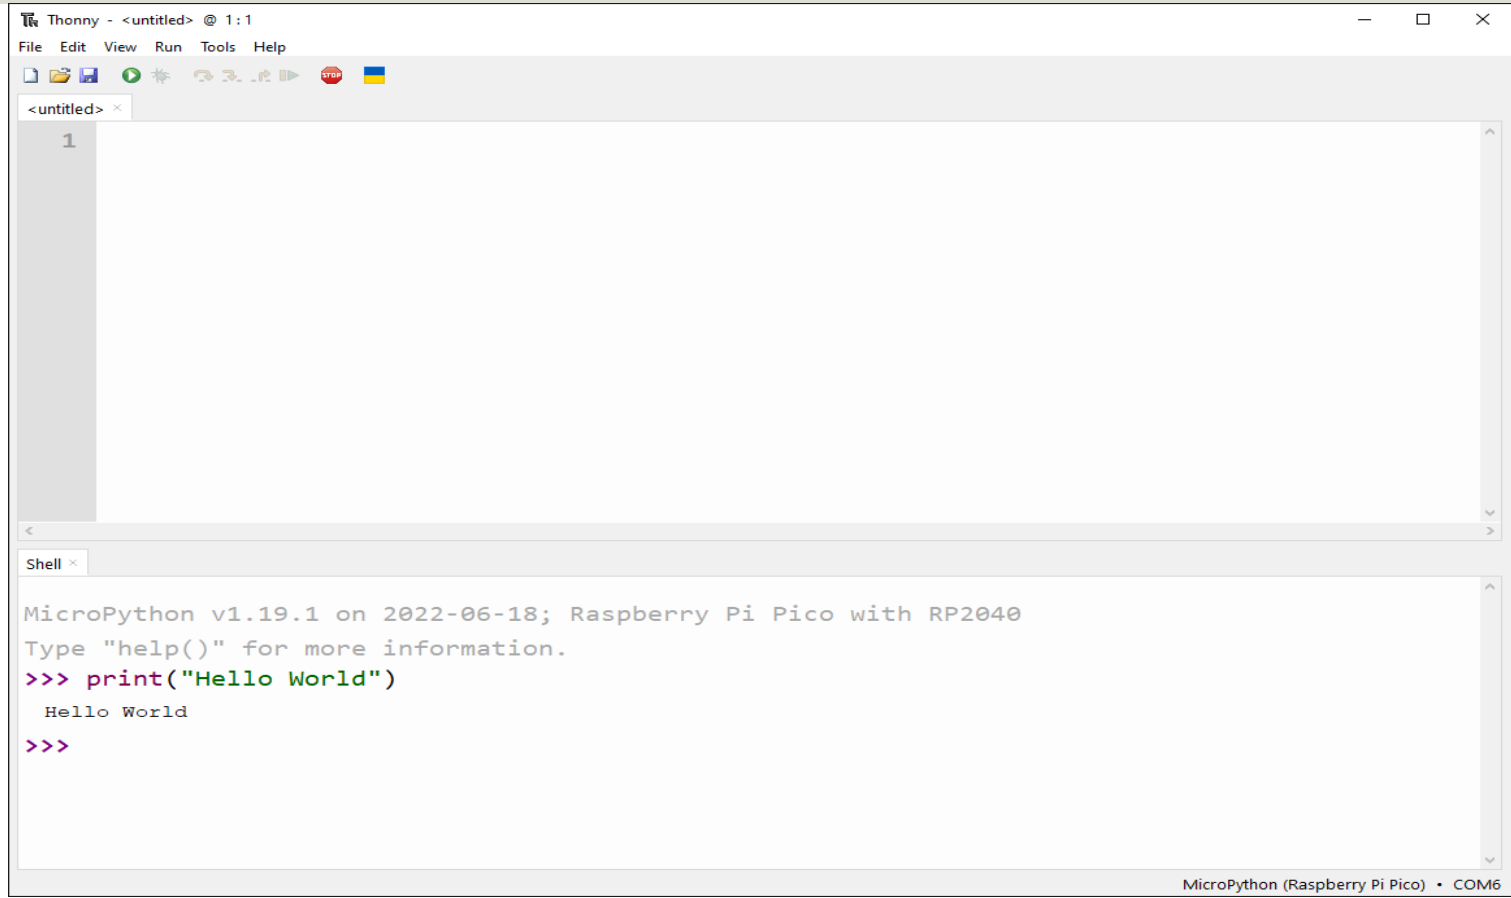 Thonny - <untitled> @ 1:1
File Edit View Run Tools Help
STOP
<untitled> ×
1
Shell ×
MicroPython v1.19.1 on 2022-06-18; Raspberry Pi Pico with RP2040
Type "help()" for more information.
>>> print("Hello World")
Hello World
>>>
MicroPython (Raspberry Pi Pico) • COM6